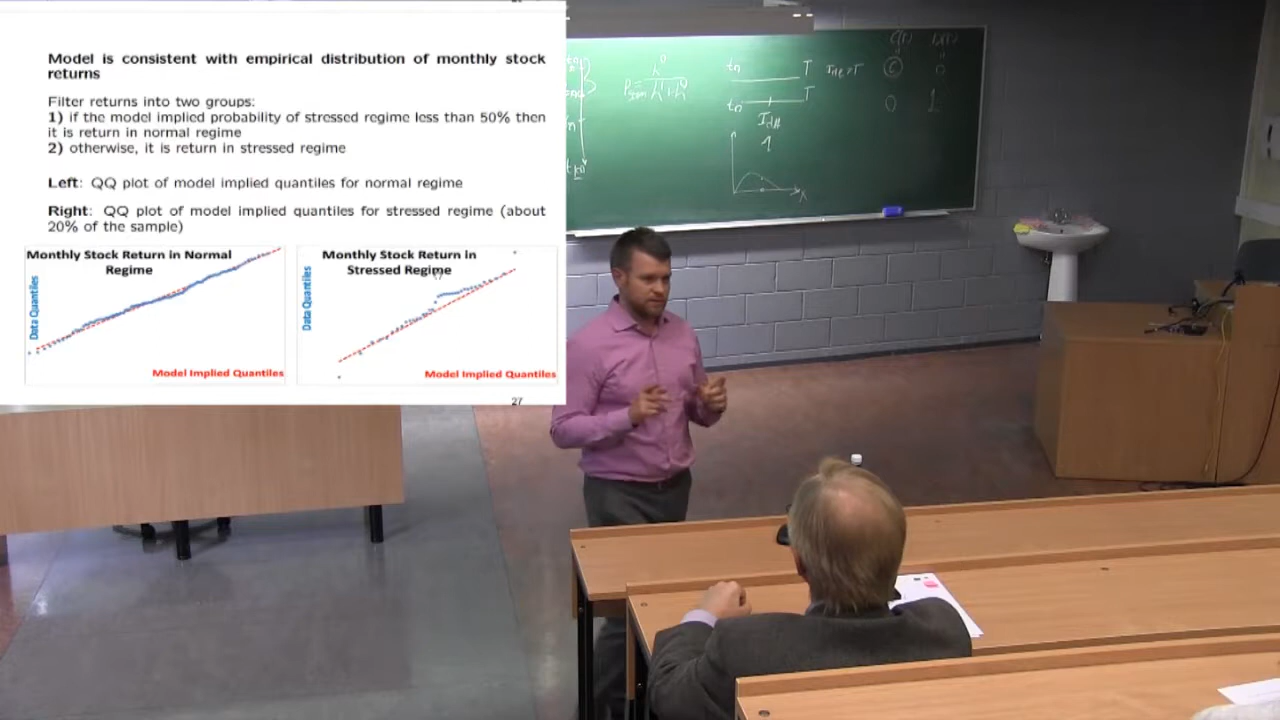 Model is consistent with empirical distribution of monthly stock
returns
Filter returns into two groups:
1) if the model implied probability of stressed regime less than 50% then
it is return in normal regime
2) otherwise, it is return in stressed regime
Left: QQ plot of model implied quantiles for normal regime
Right: QQ plot of model implied quantiles for stressed regime (about
20% of the sample)
Monthly Stock Return in Normal
Regime
Data Quantiles
Model Implied Quantiles
Monthly Stock Return in
Stressed Regime
Data Quantiles
Model Implied Quantiles
27
tn
T
tn
T
X